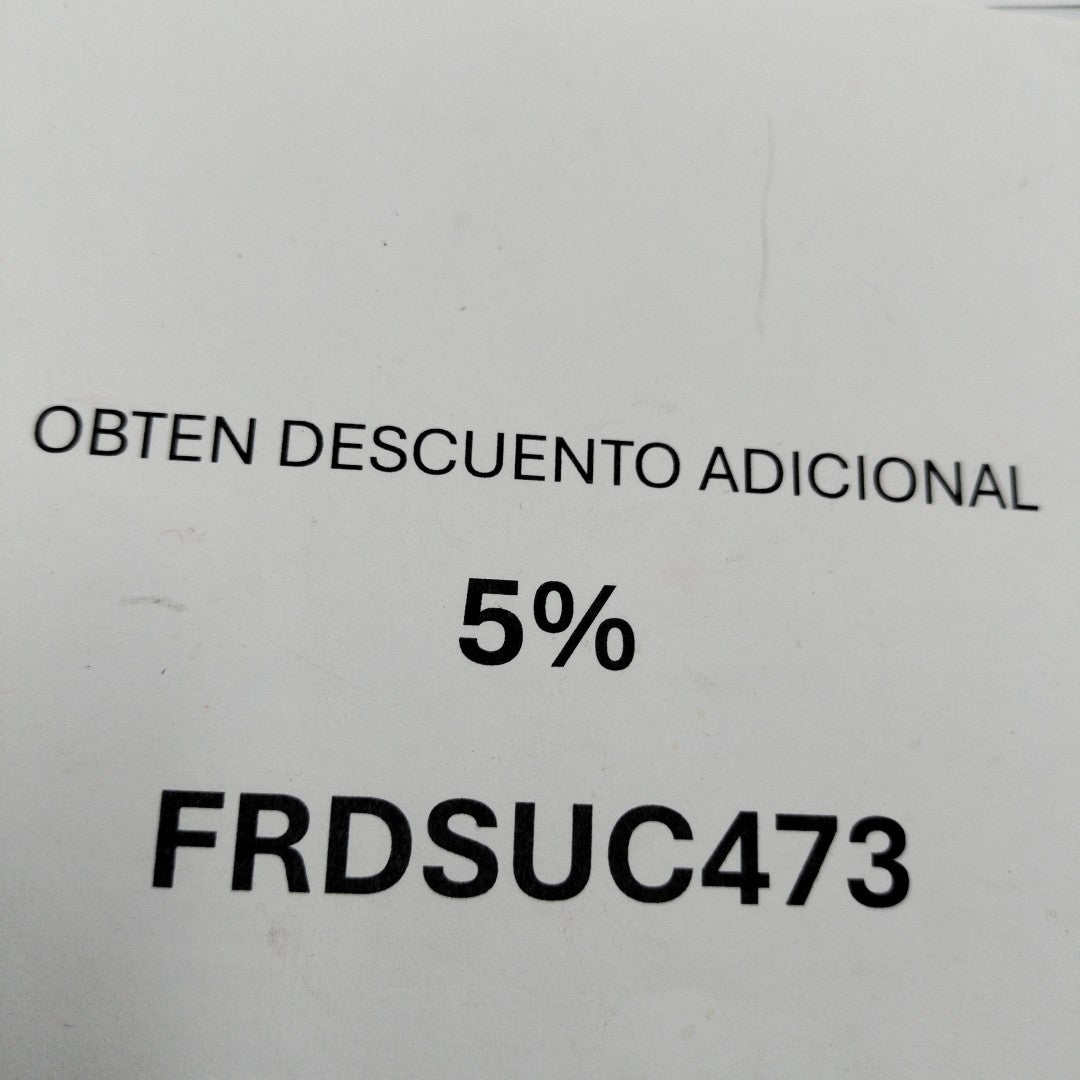 OBTEN DESCUENTO ADICIONAL
5%
FRDSUC473